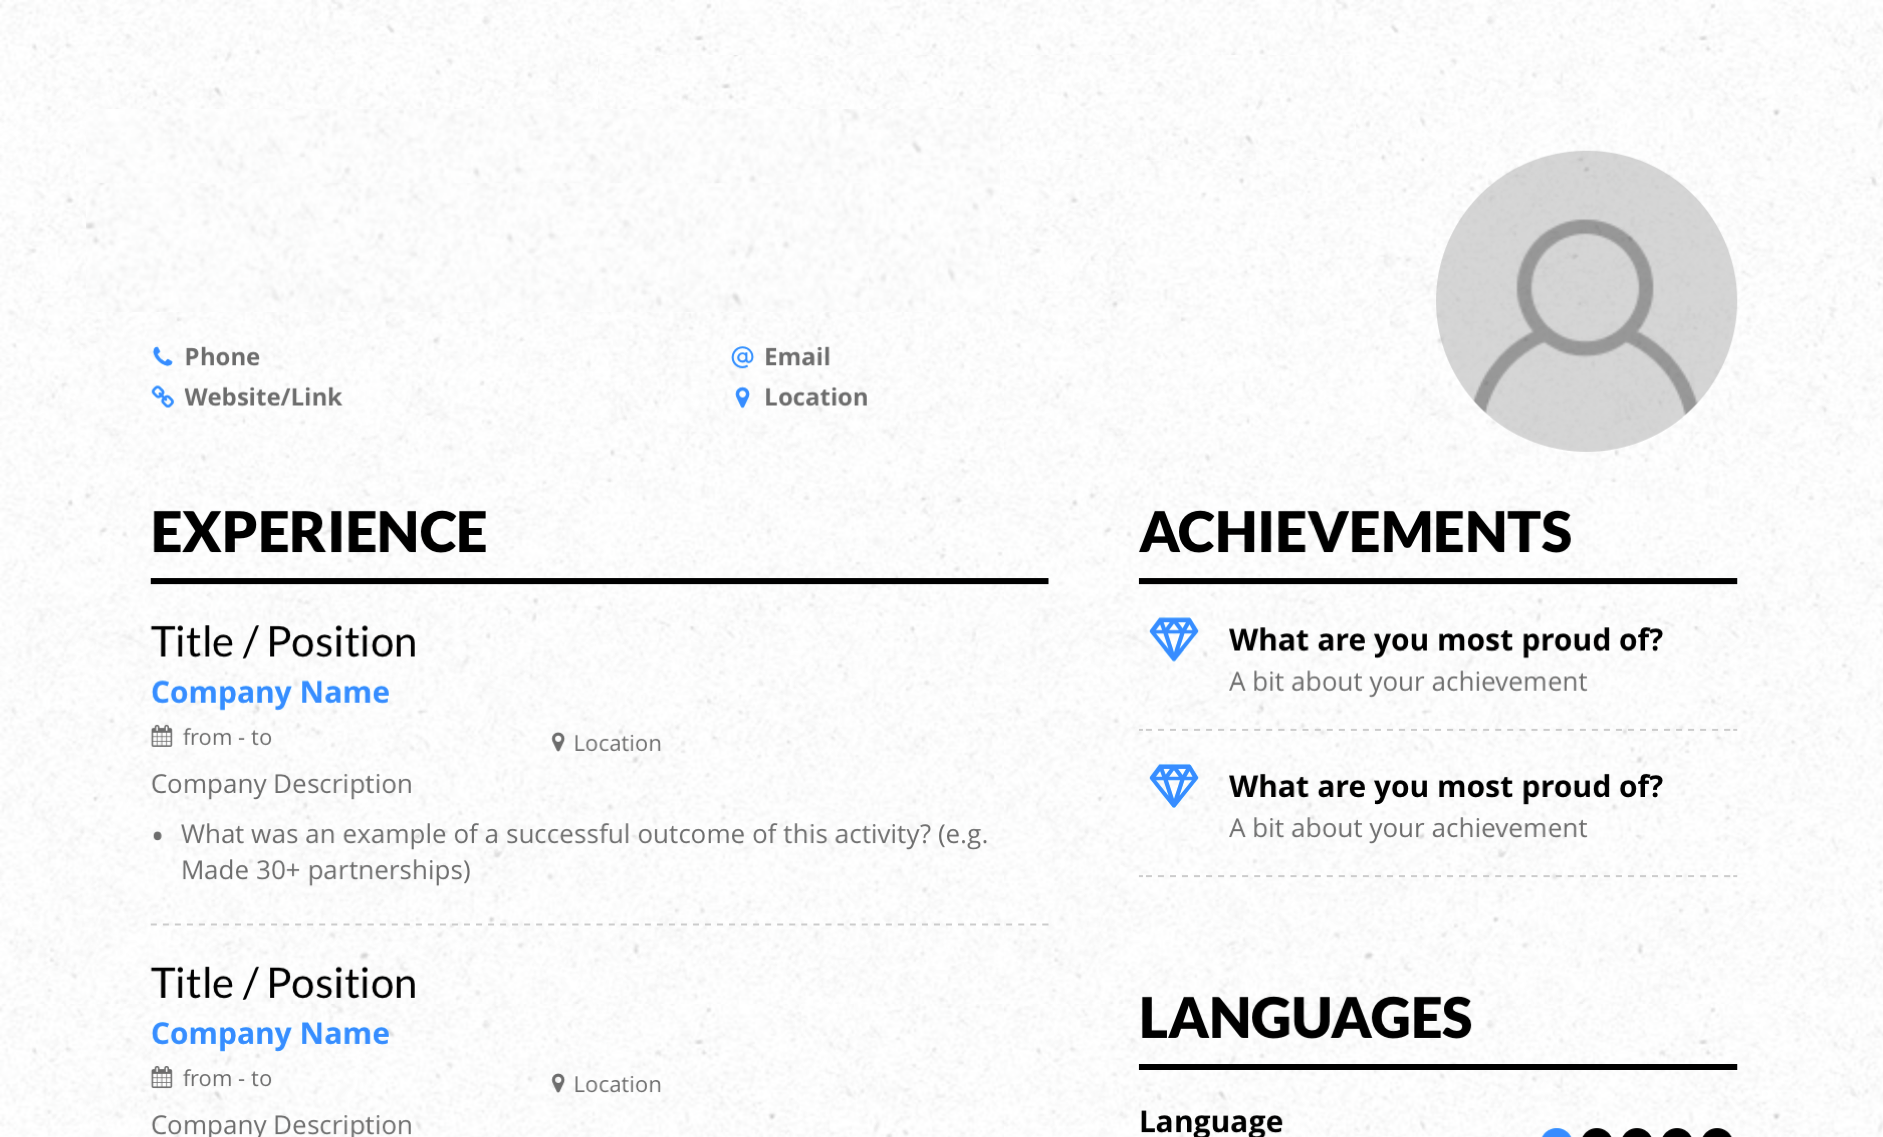 Phone
Email
Website/Link
Location
EXPERIENCE
Title / Position
Company Name
from - to
Location
Company Description
• What was an example of a successful outcome of this activity? (e.g.
Made 30+ partnerships)
Title / Position
Company Name
from - to
Location
Company Description
ACHIEVEMENTS
What are you most proud of?
A bit about your achievement
What are you most proud of?
A bit about your achievement
LANGUAGES
Language